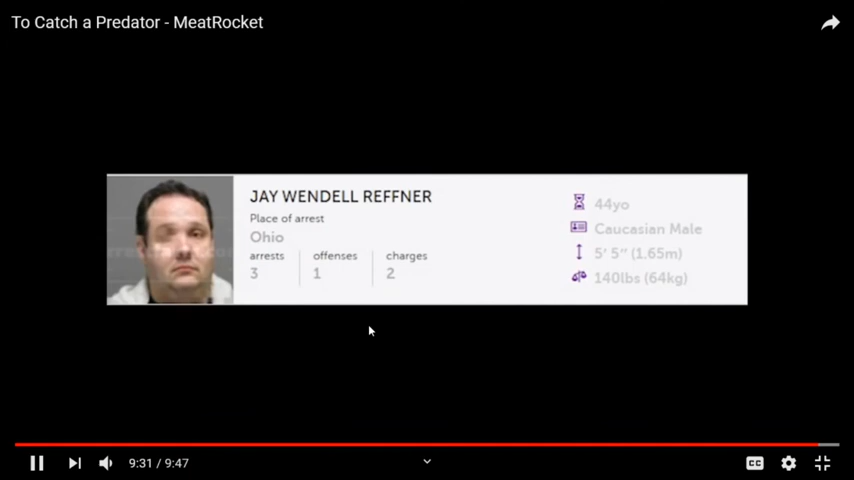 To Catch a Predator - MeatRocket
JAY WENDELL REFFNER
Place of arrest
Ohio
arrests offenses charges
3 1 2
44yo
Caucasian Male
5' 5" (1.65m)
140lbs (64kg)
9:31 / 9:47
CC